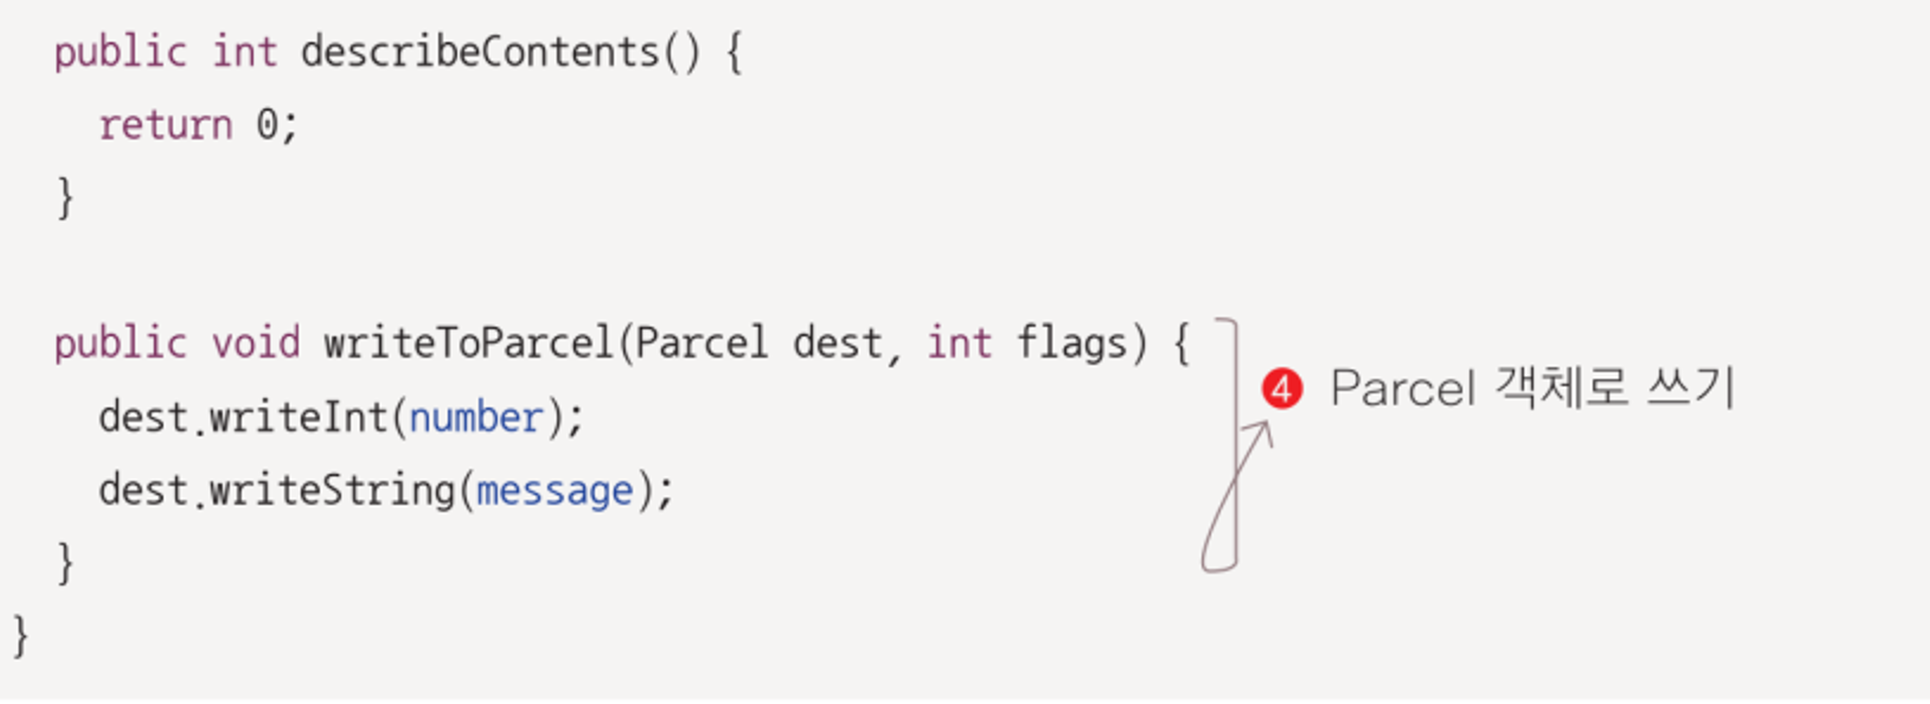 public int describeContents() {
return 0;
}
public void writeToParcel(Parcel dest, int flags) {
dest.writeInt(number);
dest.writeString(message);
}
}
4 Parcel 객체로 쓰기